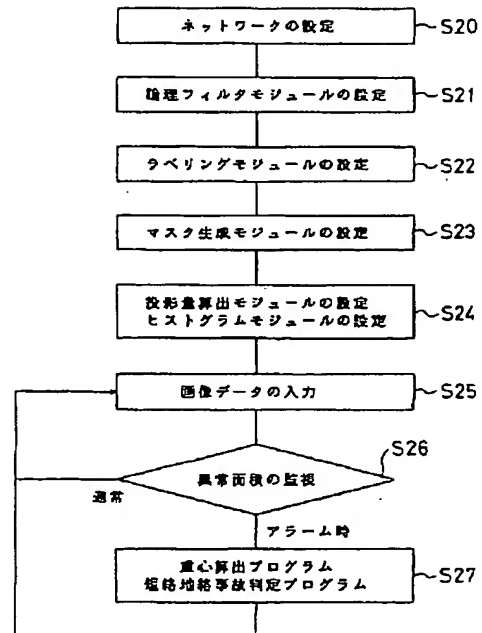 ネットワークの設定
S20
論理フィルタモジュールの設定
S21
ラベリングモジュールの設定
S22
マスク生成モジュールの設定
S23
投影量算出モジュールの設定
ヒストグラムモジュールの設定
S24
画像データの入力
S25
S26
異常面積の監視
通常
アラーム時
重心算出プログラム
短絡地絡事故判定プログラム
S27